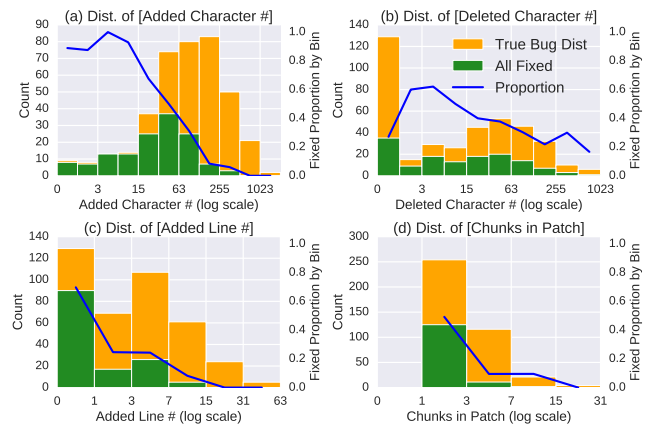 (a) Dist. of [Added Character #]
90
80
70
60
50
40
30
20
10
0
Count
1.0
0.8
0.6
0.4
0.2
0.0
Fixed Proportion by Bin
0 3 15 63 255 1023
Added Character # (log scale)
(b) Dist. of [Deleted Character #]
140
120
100
80
60
40
20
0
Count
True Bug Dist
All Fixed
Proportion
1.0
0.8
0.6
0.4
0.2
0.0
Fixed Proportion by Bin
0 3 15 63 255 1023
Deleted Character # (log scale)
(c) Dist. of [Added Line #]
140
120
100
80
60
40
20
0
Count
1.0
0.8
0.6
0.4
0.2
0.0
Fixed Proportion by Bin
0 1 3 7 15 31 63
Added Line # (log scale)
(d) Dist. of [Chunks in Patch]
300
250
200
150
100
50
0
Count
1.0
0.8
0.6
0.4
0.2
0.0
Fixed Proportion by Bin
0 1 3 7 15 31
Chunks in Patch (log scale)